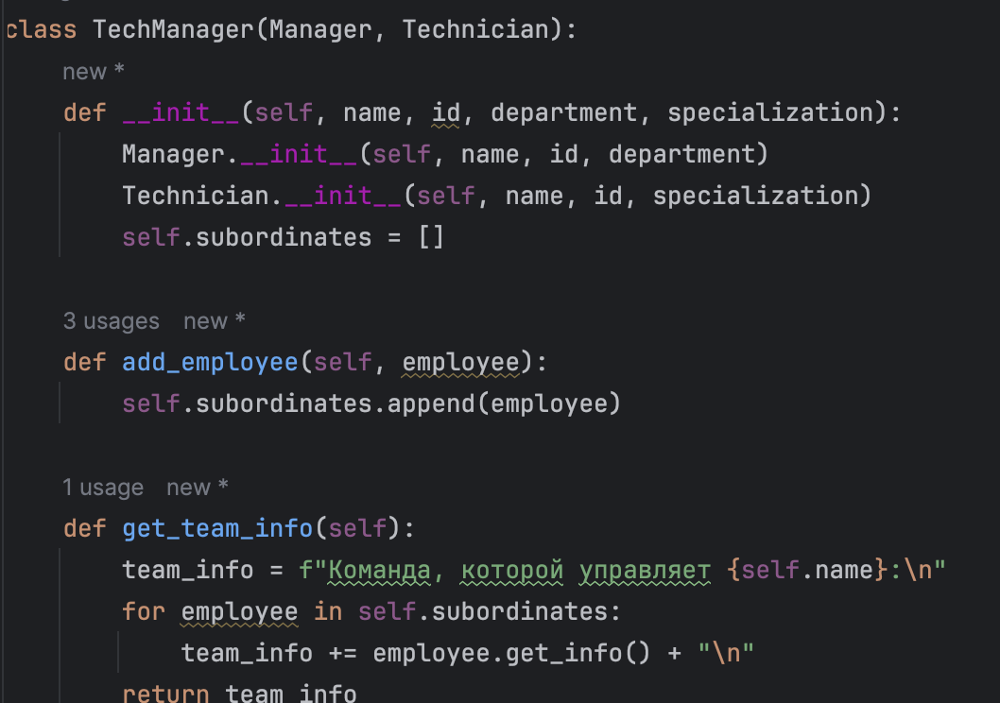 class TechManager(Manager, Technician):
new *
def __init__(self, name, id, department, specialization):
Manager.__init__(self, name, id, department)
Technician.__init__(self, name, id, specialization)
self.subordinates = []
3 usages new *
def add_employee(self, employee):
self.subordinates.append(employee)
1 usage new *
def get_team_info(self):
team_info = f"Команда, которой управляет {self.name}:\n"
for employee in self.subordinates:
team_info += employee.get_info() + "\n"
return team_info